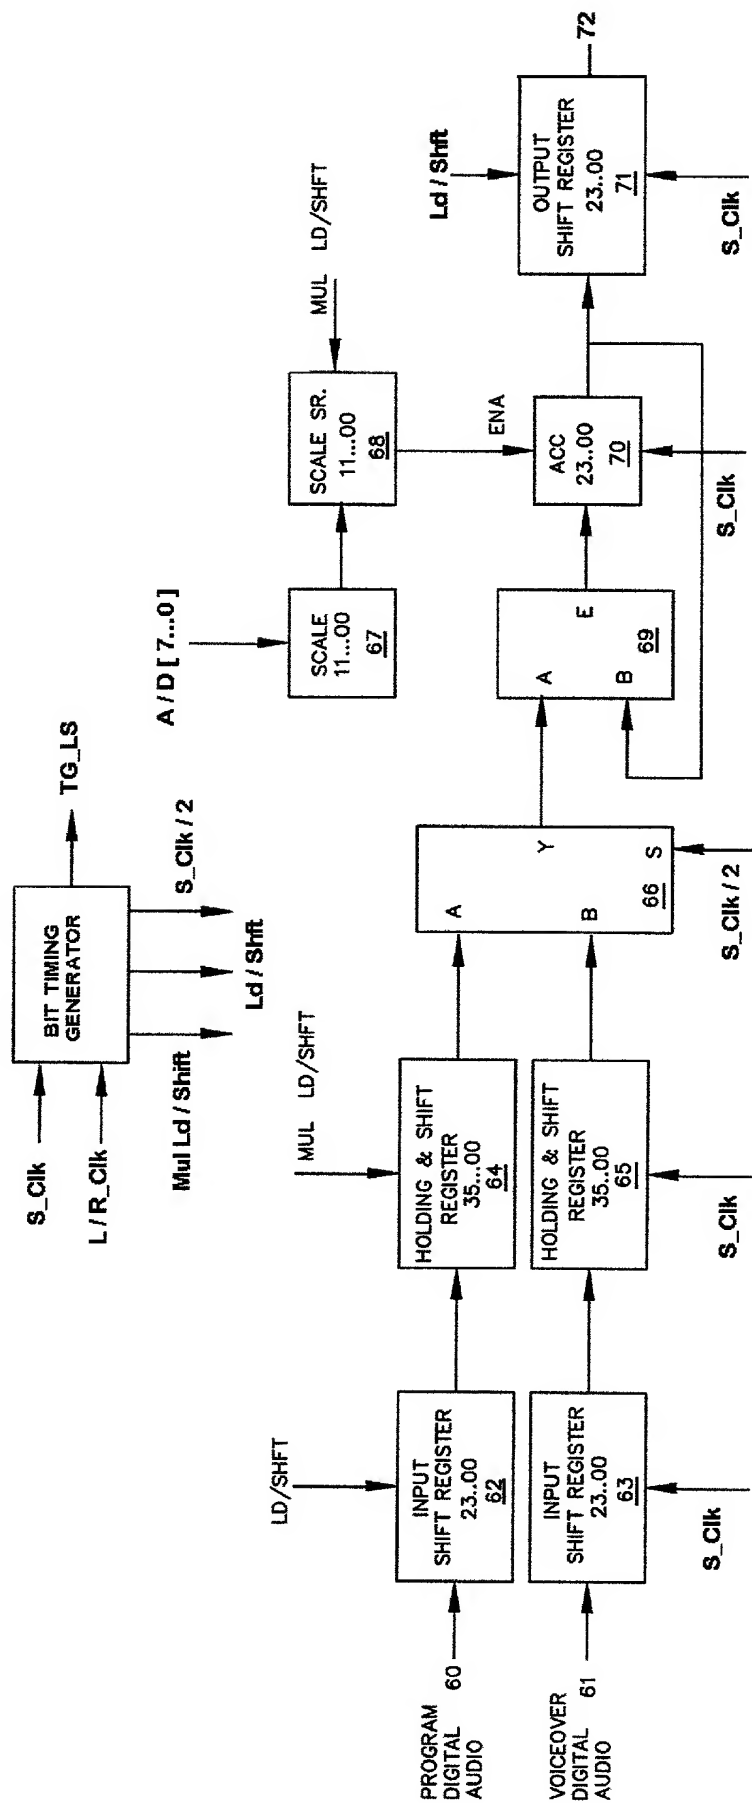 S_Clk
L / R_Clk
BIT TIMING
GENERATOR
TG_LS
Mul Ld / Shift
Ld / Shft
S_Clk / 2
A / D [ 7...0 ]
SCALE
11...00
67
SCALE SR.
11...00
68
MUL LD/SHFT
ENA
PROGRAM
DIGITAL
AUDIO
60
LD/SHFT
INPUT
SHIFT REGISTER
23..00
62
MUL LD/SHFT
HOLDING & SHIFT
REGISTER
35...00
64
VOICEOVER
DIGITAL
AUDIO
61
INPUT
SHIFT REGISTER
23..00
63
S_Clk
HOLDING & SHIFT
REGISTER
35...00
65
S_Clk
A
B
Y
66
S
S_Clk / 2
A
B
E
69
ACC
23..00
70
S_Clk
Ld / Shft
OUTPUT
SHIFT REGISTER
23..00
71
S_Clk
72